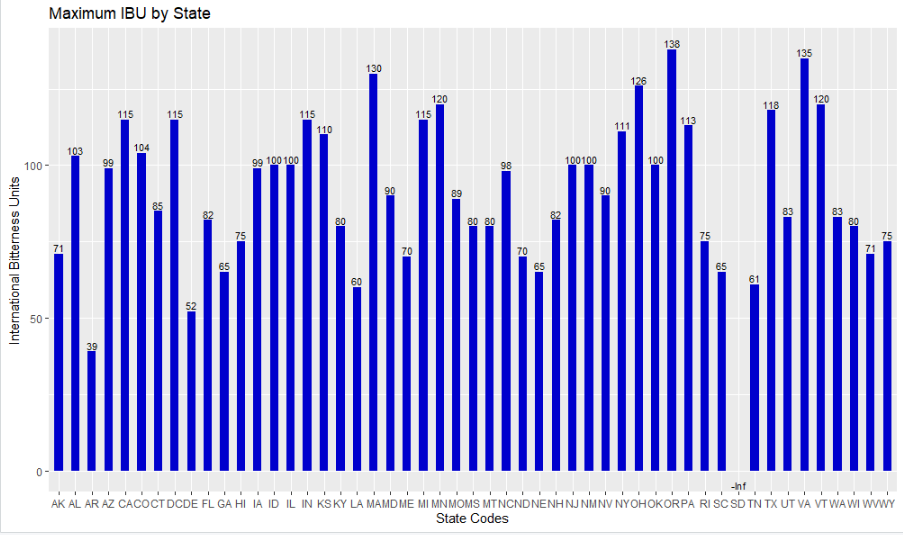 Maximum IBU by State
International Bitterness Units
100
50
0
71 103 39 99 115 104 85 115 52 82 65 75 99 100 100 115 110 80 60 130 90 70 115 120 89 80 80 98 70 65 82 100 100 90 111 126 100 138 113 75 65 -Inf 61 118 83 135 120 83 80 71 75
AK AL AR AZ CA CO CT DC DE FL GA HI IA ID IL IN KS KY LA MA MD ME MI MN MO MS MT NC ND NE NH NJ NM NV NY OH OK OR PA RI SC SD TN TX UT VA VT WA WI WV WY
State Codes